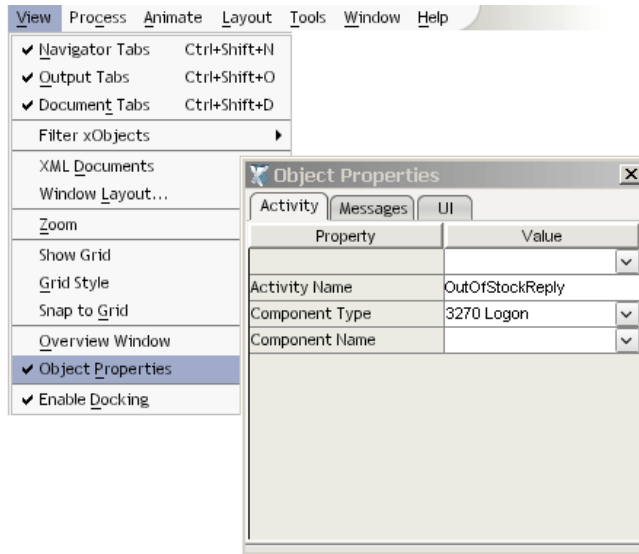 View Process Animate Layout Tools Window Help
Navigator Tabs Ctrl+Shift+N
Output Tabs Ctrl+Shift+O
Document Tabs Ctrl+Shift+D
Filter xObjects
XML Documents
Window Layout...
Zoom
Show Grid
Grid Style
Snap to Grid
Overview Window
Object Properties
Enable Docking
Object Properties
Activity Messages UI
Property Value
Activity Name OutOfStockReply
Component Type 3270 Logon
Component Name